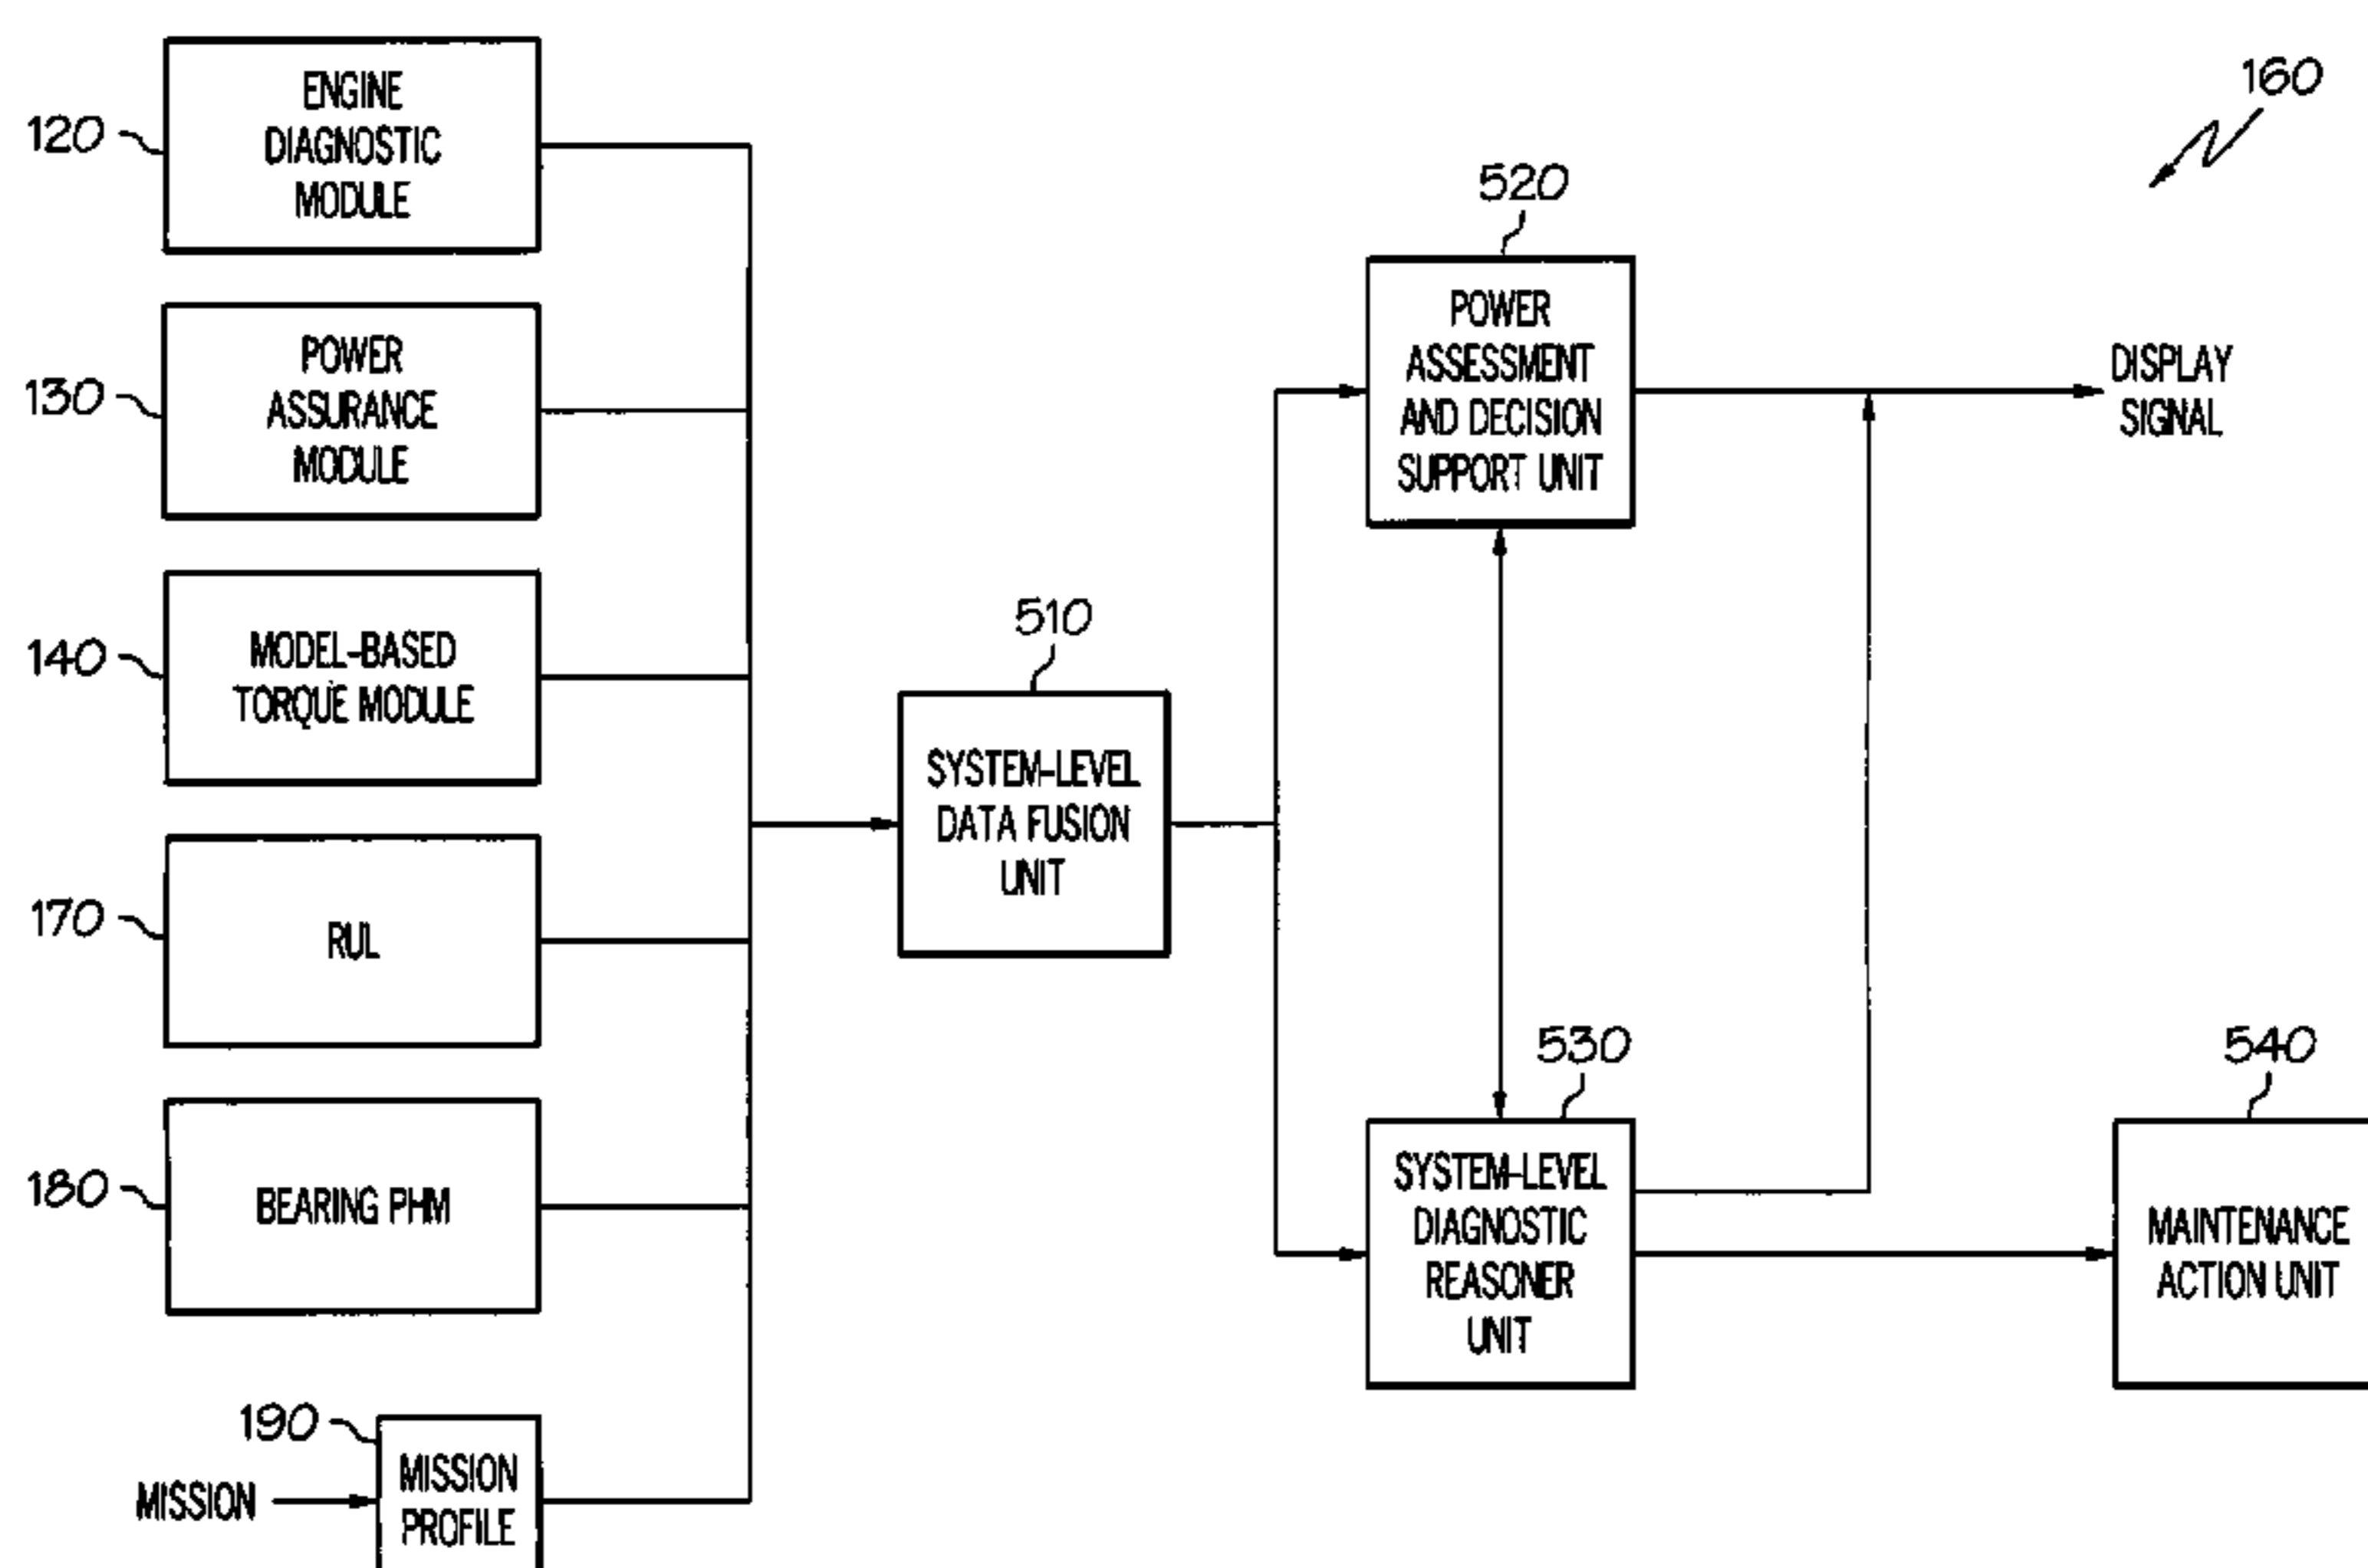 160
120
ENGINE
DIAGNOSTIC
MODULE
130
POWER
ASSURANCE
MODULE
140
MODEL-BASED
TORQUE MODULE
170
RUL
180
BEARING PHM
190
MISSION
MISSION
PROFILE
510
SYSTEM-LEVEL
DATA FUSION
UNIT
520
POWER
ASSESSMENT
AND DECISION
SUPPORT UNIT
DISPLAY
SIGNAL
530
SYSTEM-LEVEL
DIAGNOSTIC
REASONER
UNIT
540
MAINTENANCE
ACTION UNIT